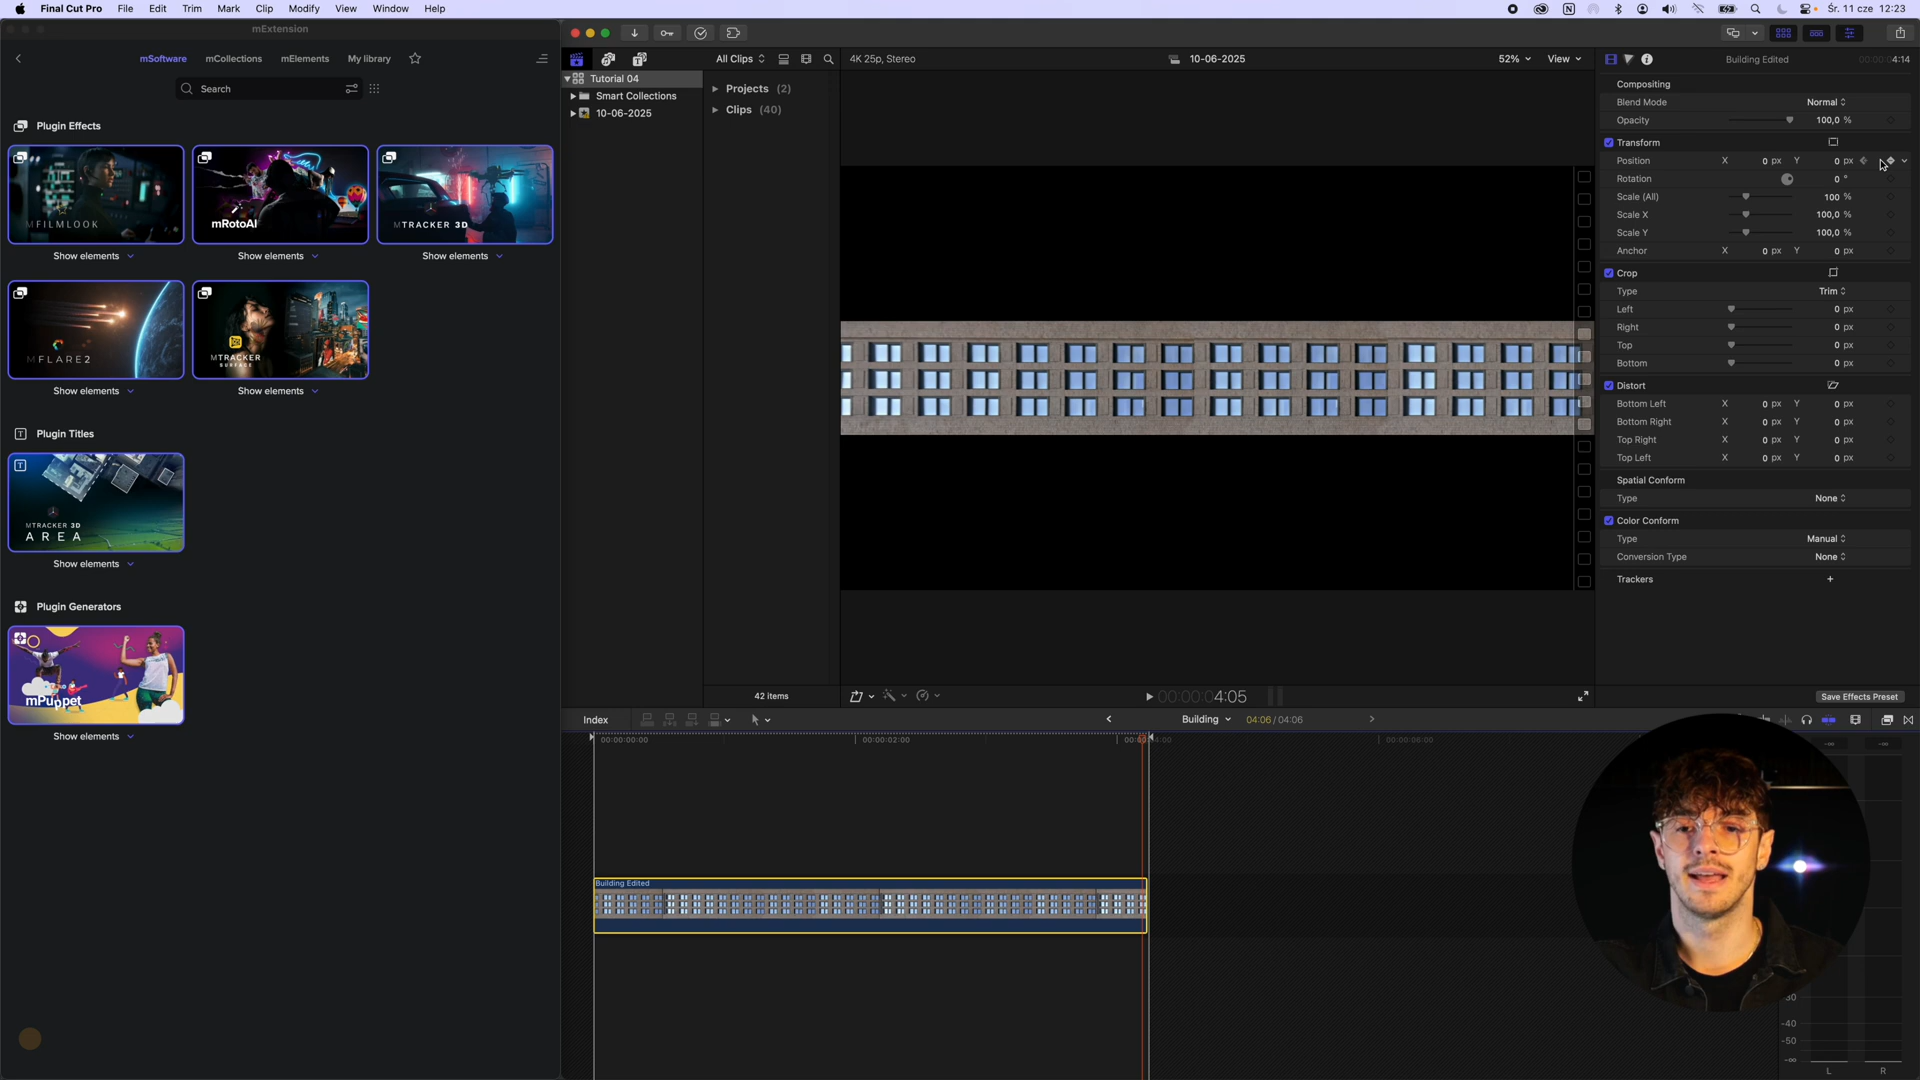 Final Cut Pro File Edit Trim Mark Clip Modify View Window Help
Śr. 11 cze 12:23
mExtension
mSoftware mCollections mElements My library
Search
Plugin Effects
MFILMLOOK
mRotoAI
MTRACKER 3D
Show elements
Show elements
Show elements
MFLARE2
MTRACKER
SURFACE
Show elements
Show elements
Plugin Titles
MTRACKER 3D
AREA
Show elements
Plugin Generators
mPuppet
Show elements
All Clips
Tutorial 04
Smart Collections
10-06-2025
Projects (2)
Clips (40)
42 items
4K 25p, Stereo
10-06-2025
52%
View
00:00:00:4:05
Building Edited
4:14
Compositing
Blend Mode Normal
Opacity 100,0 %
Transform
Position X 0 px Y 0 px
Rotation 0 °
Scale (All) 100 %
Scale X 100,0 %
Scale Y 100,0 %
Anchor X 0 px Y 0 px
Crop
Type Trim
Left 0 px
Right 0 px
Top 0 px
Bottom 0 px
Distort
Bottom Left X 0 px Y 0 px
Bottom Right X 0 px Y 0 px
Top Right X 0 px Y 0 px
Top Left X 0 px Y 0 px
Spatial Conform
Type None
Color Conform
Type Manual
Conversion Type None
Trackers +
Save Effects Preset
Index
Building 04:06 / 04:06
00:00:00:00
00:00:02:00
00:00:06:00
Building Edited
-40
-50
-∞
L R